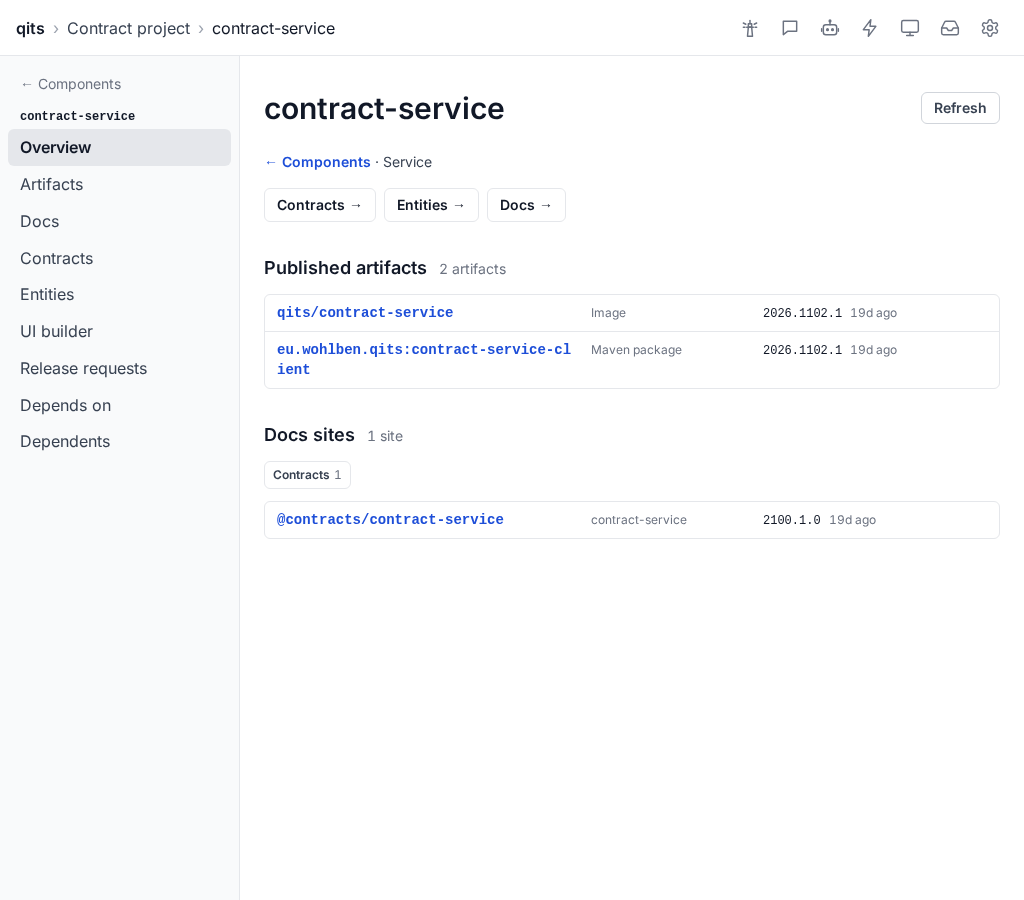 qits › Contract project › contract-service
← Components
contract-service
Overview
Artifacts
Docs
Contracts
Entities
UI builder
Release requests
Depends on
Dependents
contract-service
Refresh
← Components · Service
Contracts →
Entities →
Docs →
Published artifacts 2 artifacts
qits/contract-service Image 2026.1102.1 19d ago
eu.wohlben.qits:contract-service-cl Maven package 2026.1102.1 19d ago
ient
Docs sites 1 site
Contracts 1
@contracts/contract-service contract-service 2100.1.0 19d ago